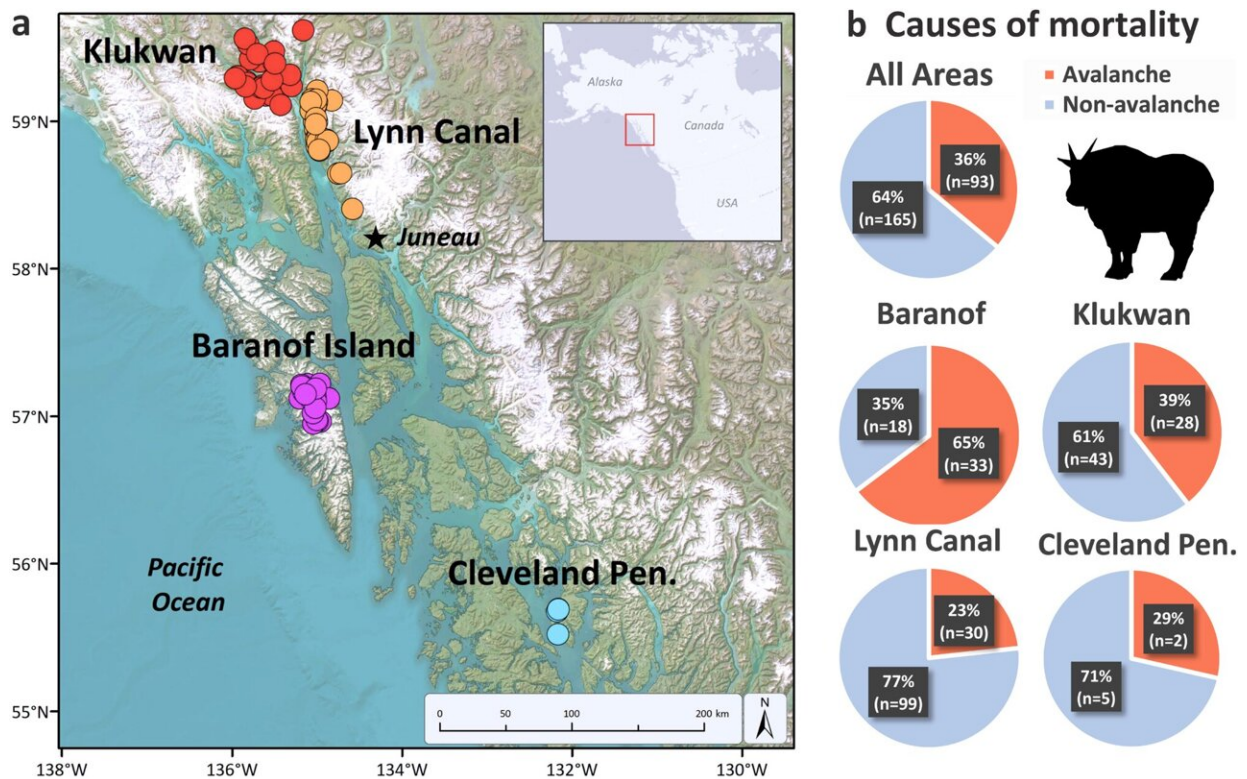 a
Klukwan
Lynn Canal
Juneau
Baranof Island
Pacific
Ocean
Cleveland Pen.
Alaska
Canada
USA
59°N
58°N
57°N
56°N
55°N
138°W
136°W
134°W
132°W
130°W
0 50 100 200 km
N
b Causes of mortality
All Areas
Avalanche
Non-avalanche
36%
(n=93)
64%
(n=165)
Baranof
35%
(n=18)
65%
(n=33)
Klukwan
39%
(n=28)
61%
(n=43)
Lynn Canal
23%
(n=30)
77%
(n=99)
Cleveland Pen.
29%
(n=2)
71%
(n=5)